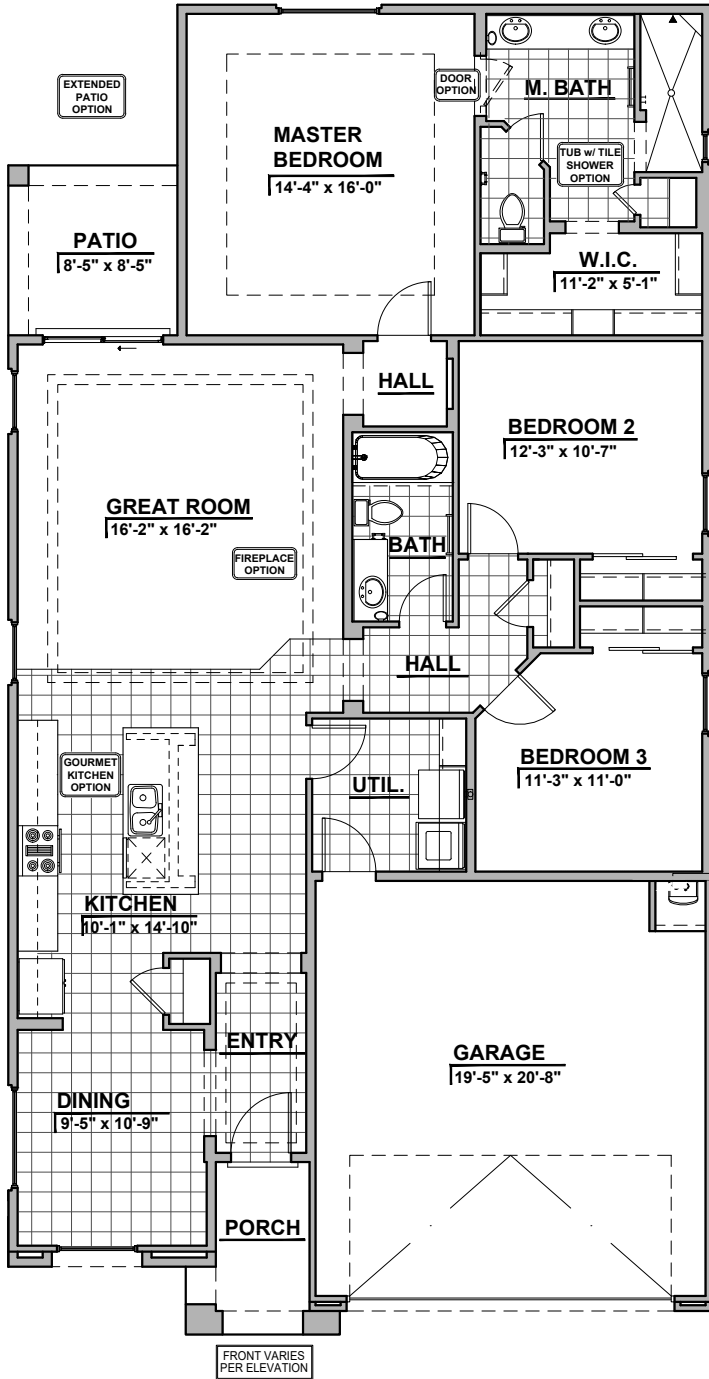 EXTENDED
PATIO
OPTION
DOOR
OPTION
M. BATH
MASTER
BEDROOM
14'-4" x 16'-0"
TUB w/ TILE
SHOWER
OPTION
PATIO
8'-5" x 8'-5"
W.I.C.
11'-2" x 5'-1"
HALL
BEDROOM 2
12'-3" x 10'-7"
GREAT ROOM
16'-2" x 16'-2"
BATH
FIREPLACE
OPTION
HALL
GOURMET
KITCHEN
OPTION
UTIL.
BEDROOM 3
11'-3" x 11'-0"
KITCHEN
10'-1" x 14'-10"
ENTRY
GARAGE
19'-5" x 20'-8"
DINING
9'-5" x 10'-9"
PORCH
FRONT VARIES
PER ELEVATION